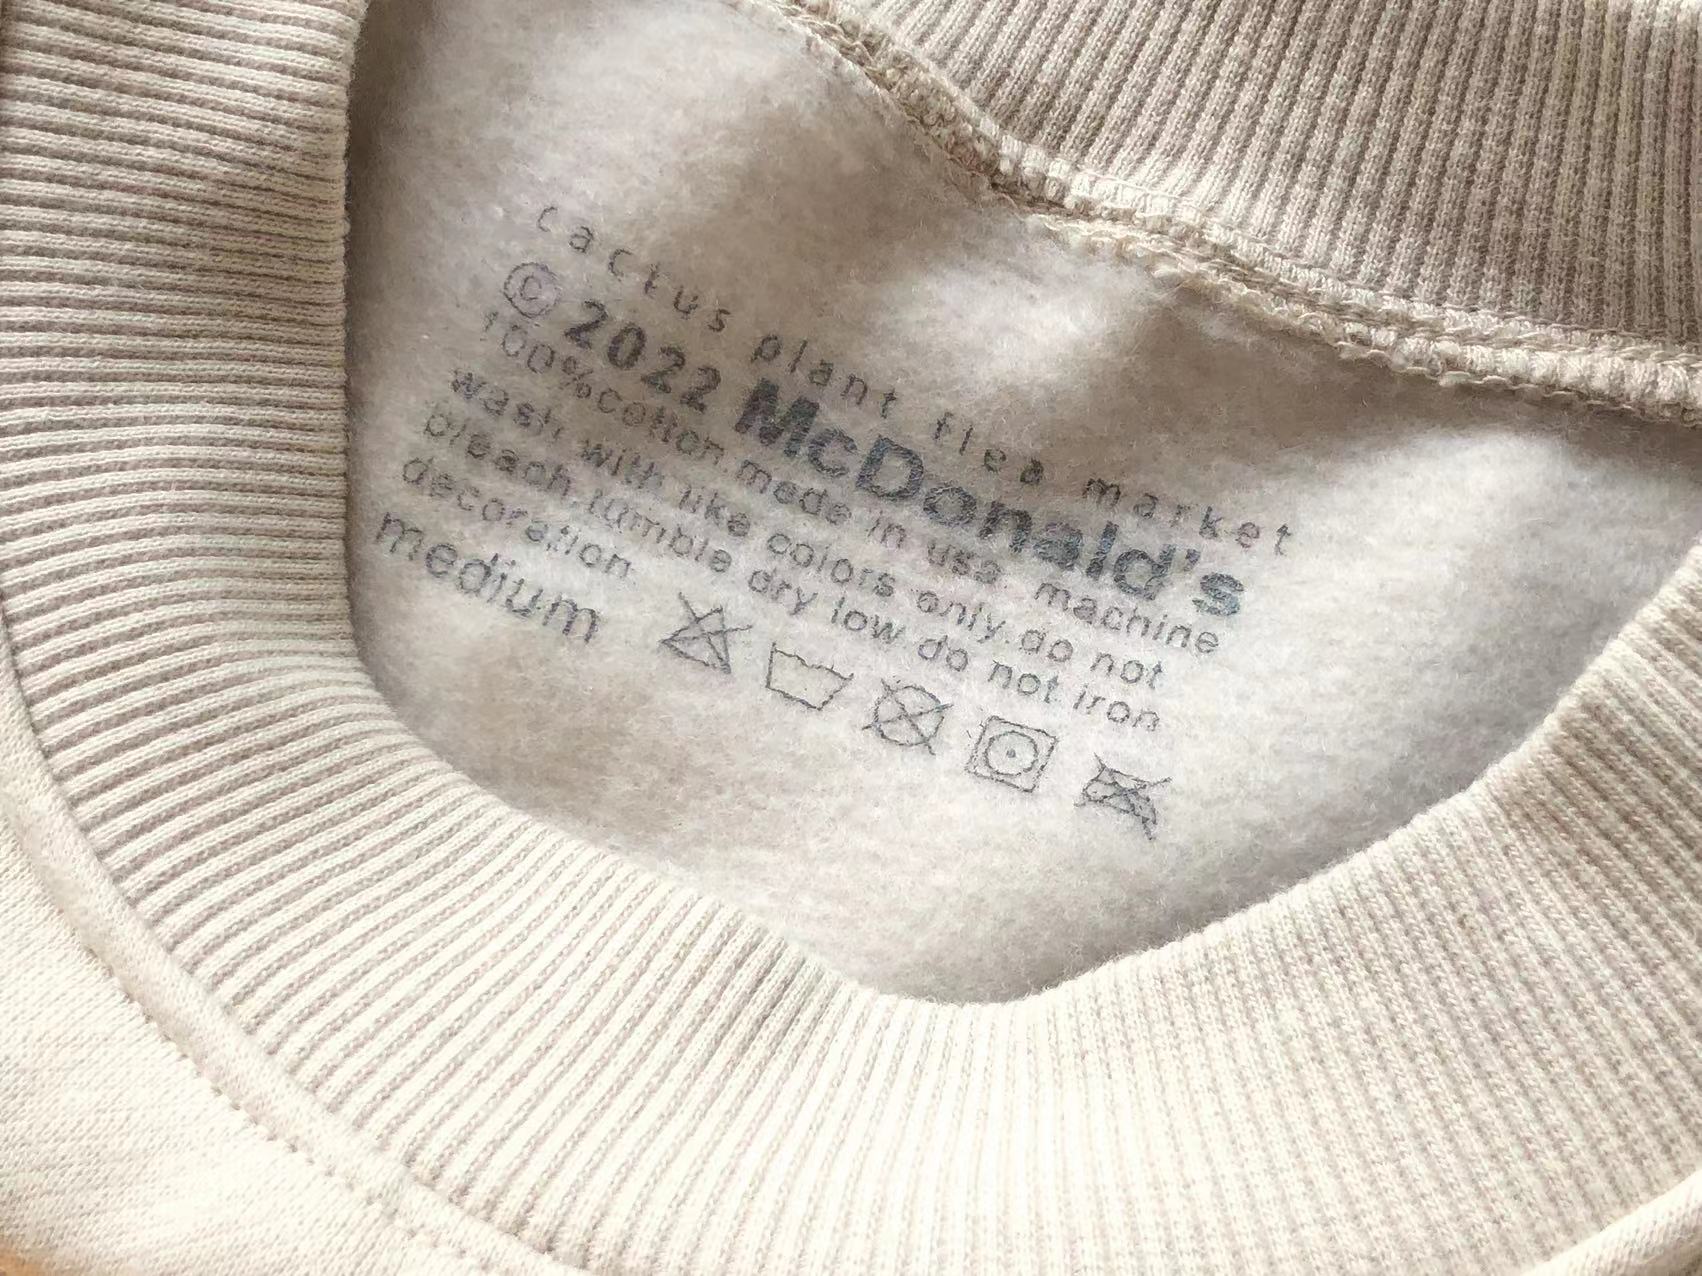 cactus plant flea market
© 2022 McDonald's
100%cotton.made in usa. machine
wash with like colors only.do not
bleach.tumble dry low do not iron
decoration.
medium